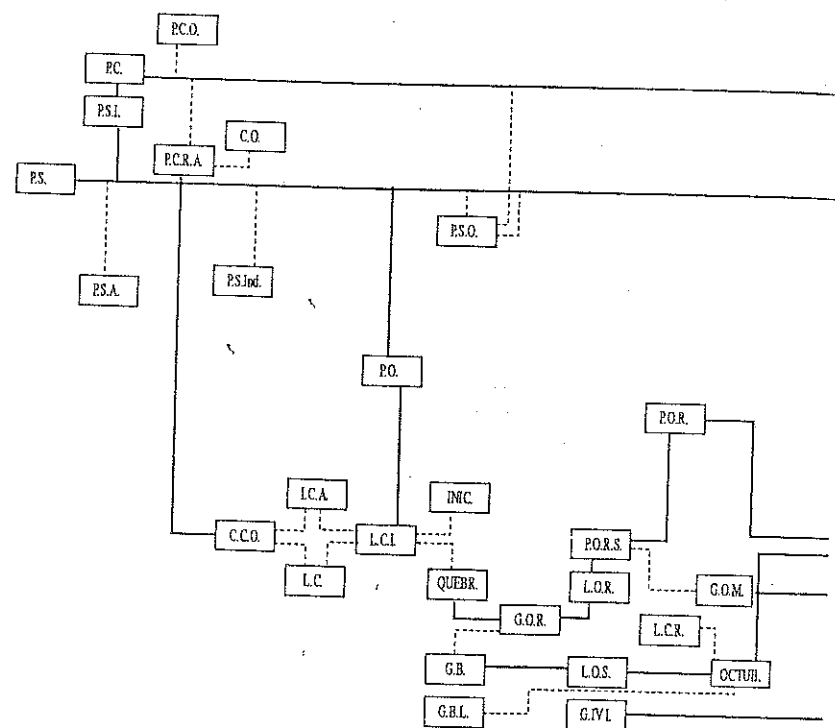 P.C.O.
P.C.
P.S.I.
C.O.
P.C.R.A.
P.S.
P.S.O.
P.S.A.
P.S.Ind.
P.O.
P.O.R.
I.C.A.
INIC.
C.C.O.
L.C.I.
P.O.R.S.
L.C.
QUEBR.
L.O.R.
G.O.M.
G.O.R.
L.C.R.
G.B.
L.O.S.
OCTUB.
G.B.L.
G.IV I.